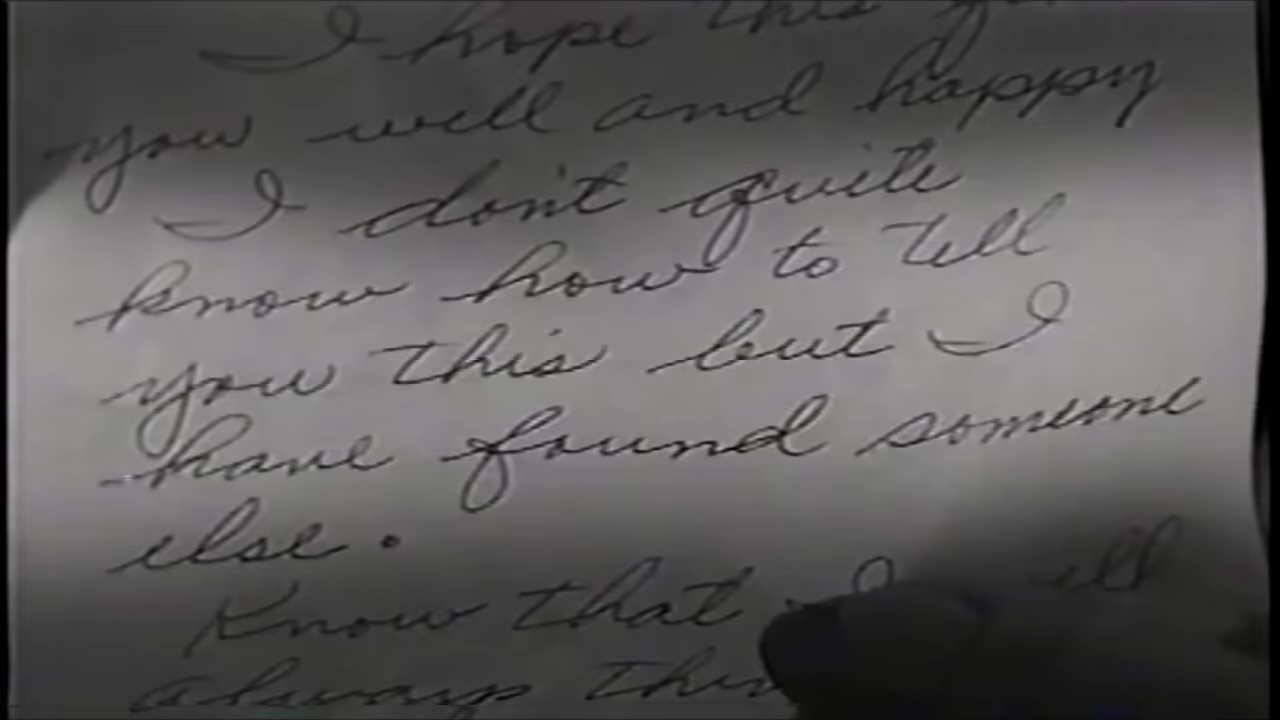 I hope this
you well and happy
I don't quite
know how to tell
you this but I
have found someone
else.
Know that I
always